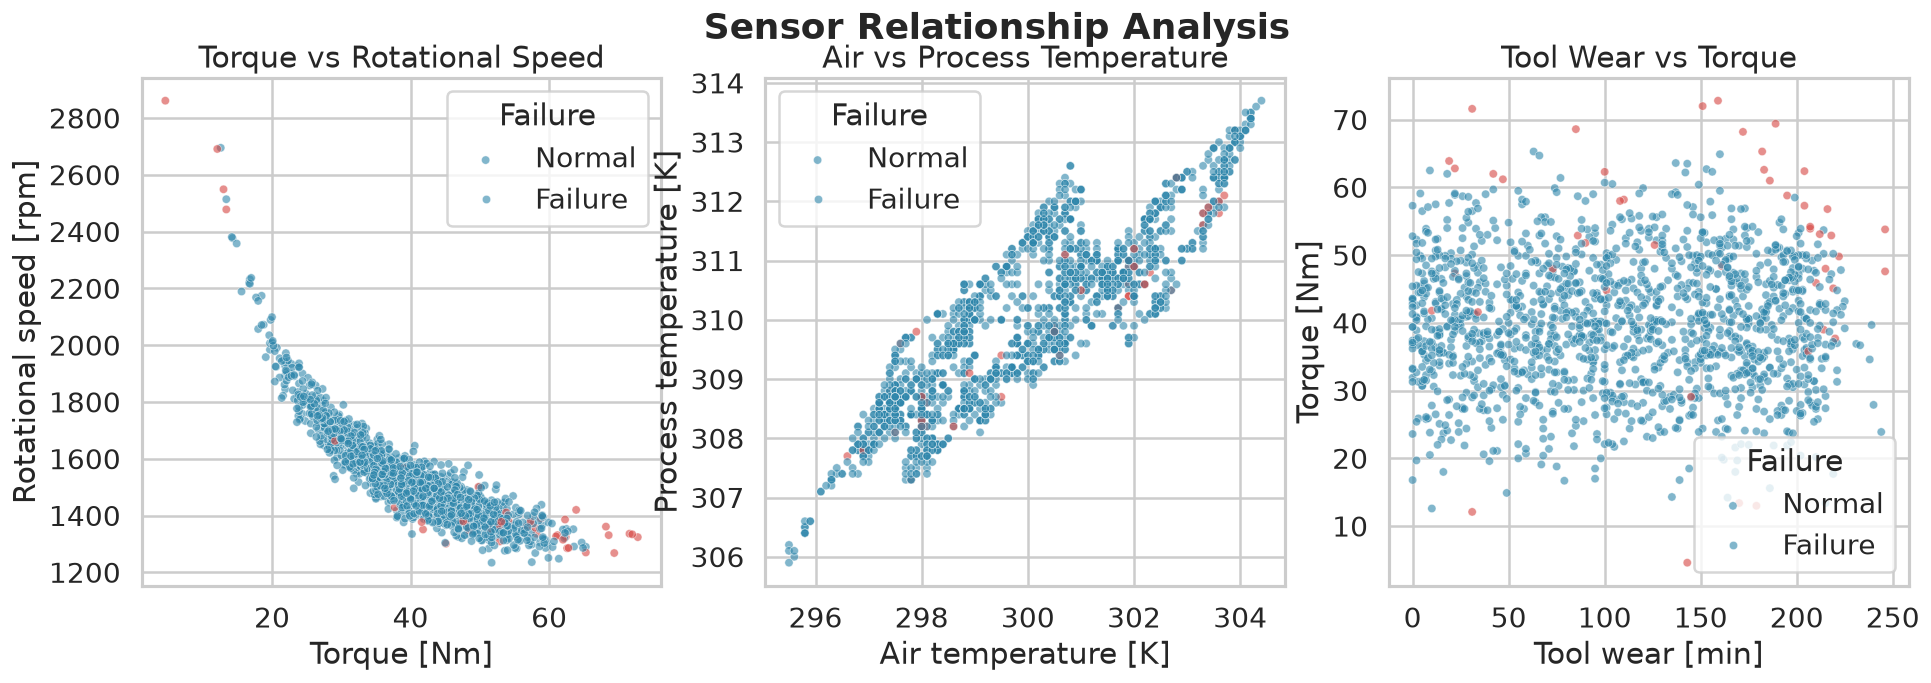 Sensor Relationship Analysis
Torque vs Rotational Speed
Rotational speed [rpm]
2800
2600
2400
2200
2000
1800
1600
1400
1200
Failure
Normal
Failure
20 40 60
Torque [Nm]
Air vs Process Temperature
Process temperature [K]
314
313
312
311
310
309
308
307
306
Failure
Normal
Failure
296 298 300 302 304
Air temperature [K]
Tool Wear vs Torque
Torque [Nm]
70
60
50
40
30
20
10
Failure
Normal
Failure
0 50 100 150 200 250
Tool wear [min]